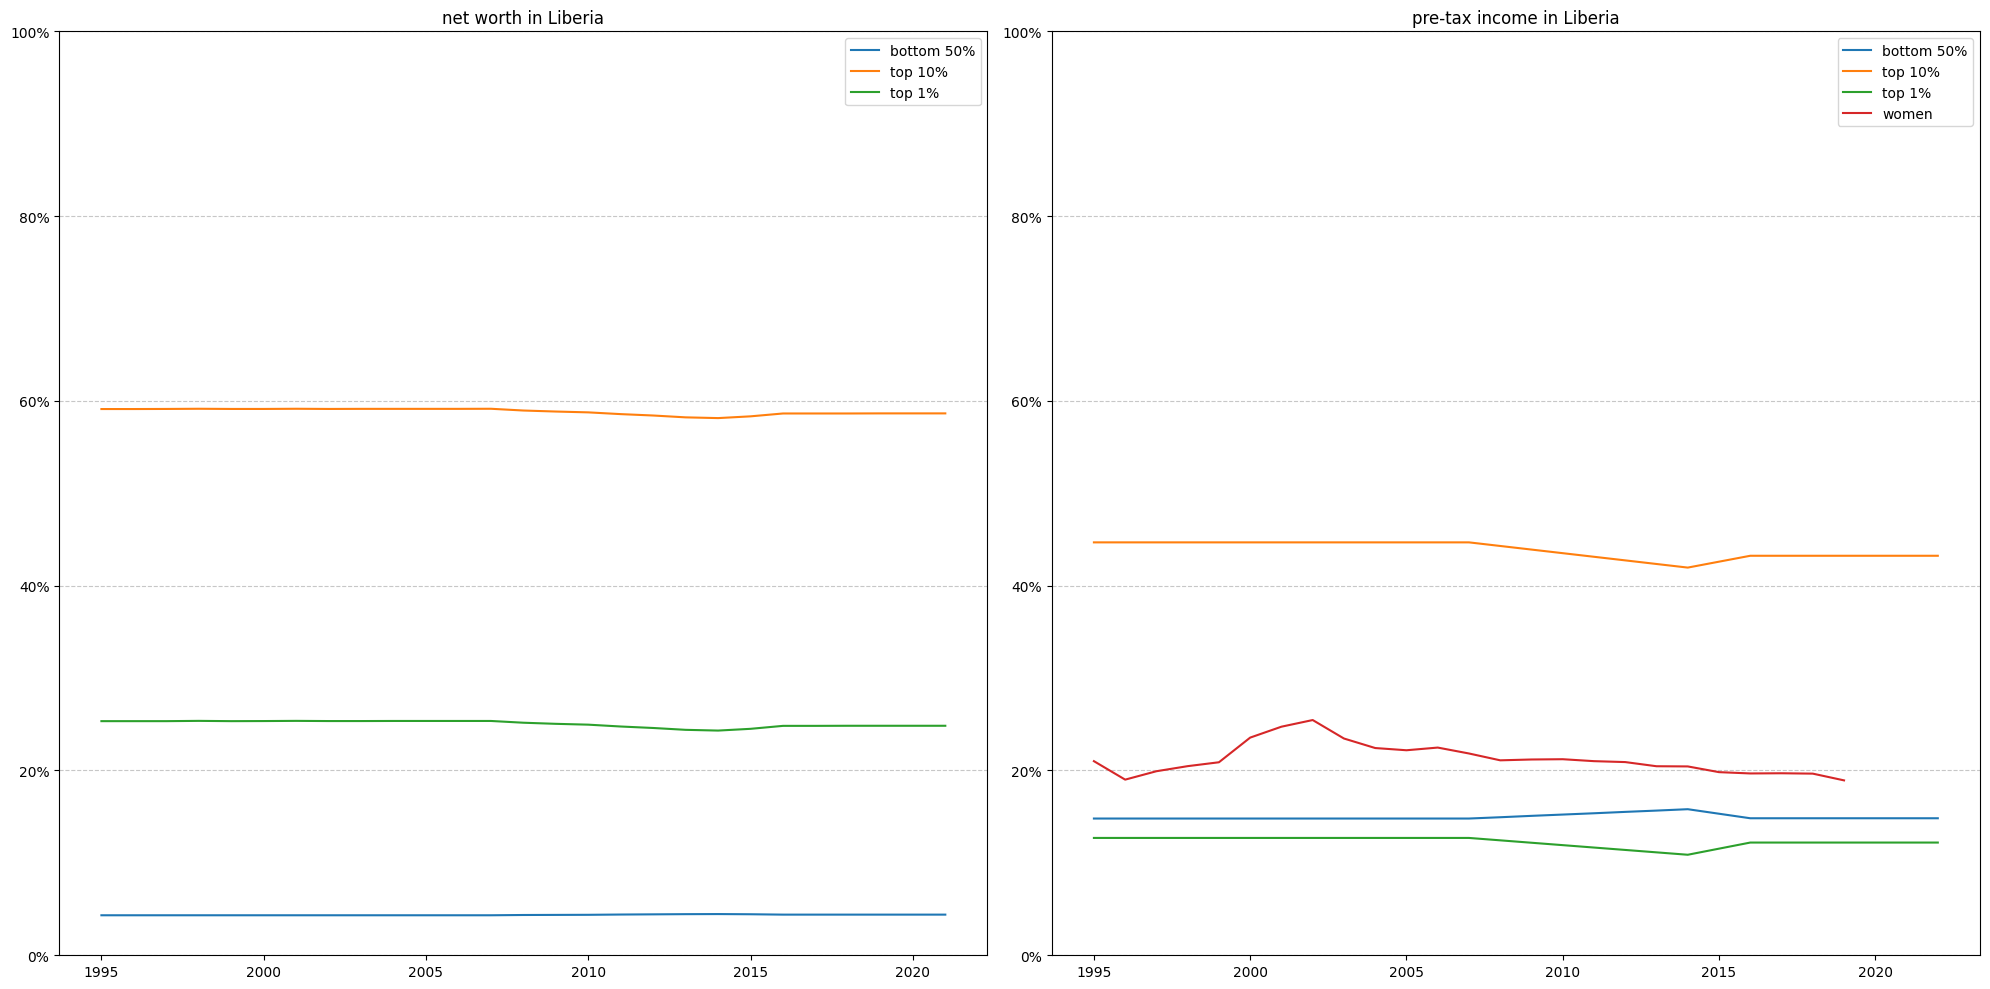 net worth in Liberia
100%
80%
60%
40%
20%
0%
1995 2000 2005 2010 2015 2020
bottom 50%
top 10%
top 1%
pre-tax income in Liberia
100%
80%
60%
40%
20%
0%
1995 2000 2005 2010 2015 2020
bottom 50%
top 10%
top 1%
women